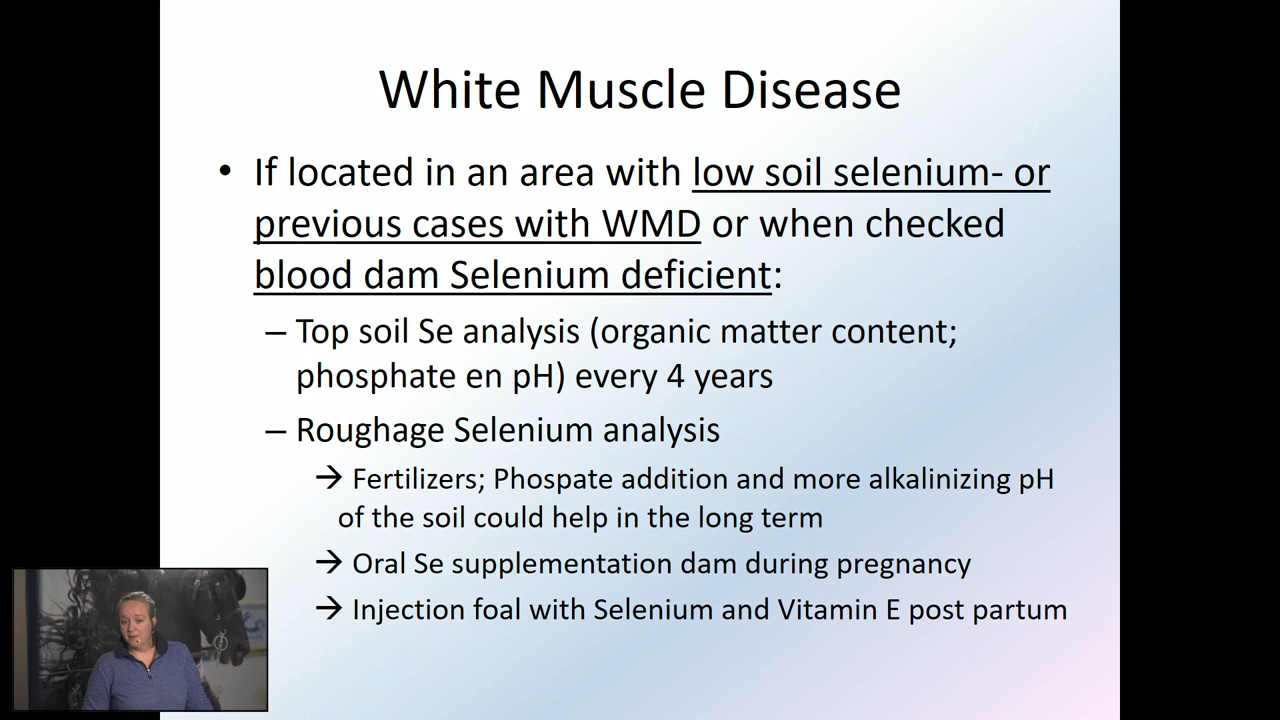 White Muscle Disease
• If located in an area with low soil selenium- or
previous cases with WMD or when checked
blood dam Selenium deficient:
– Top soil Se analysis (organic matter content;
phosphate en pH) every 4 years
– Roughage Selenium analysis
→ Fertilizers; Phospate addition and more alkalinizing pH
of the soil could help in the long term
→ Oral Se supplementation dam during pregnancy
→ Injection foal with Selenium and Vitamin E post partum